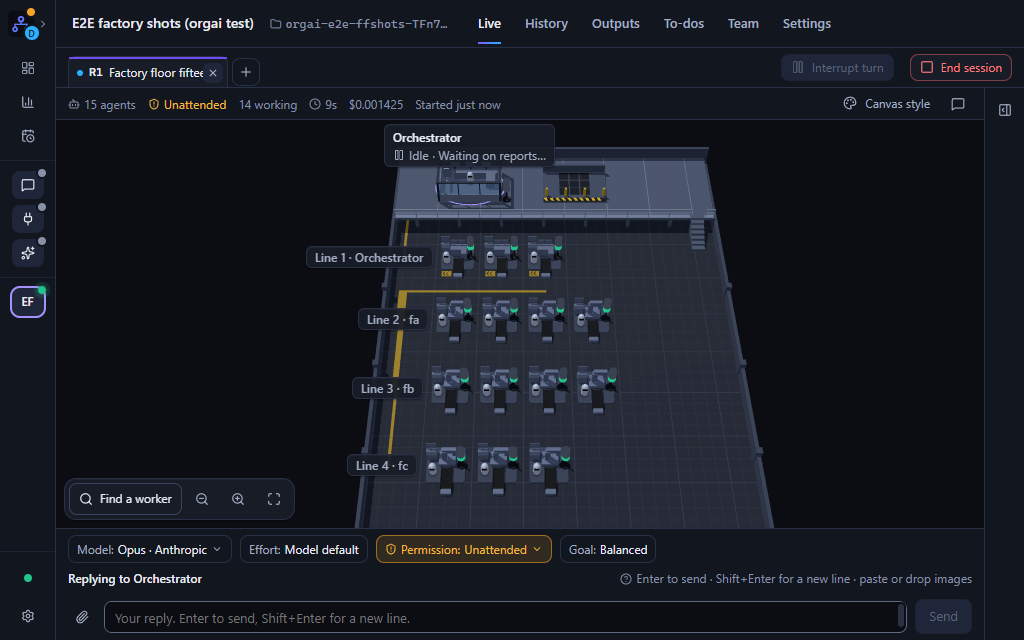 E2E factory shots (orgai test)
orgai-e2e-ffshots-TFn7…
Live
History
Outputs
To-dos
Team
Settings
D
R1 Factory floor fiftee
Interrupt turn
End session
15 agents
Unattended
14 working
9s
$0.001425
Started just now
Canvas style
Orchestrator
Idle · Waiting on reports...
Line 1 · Orchestrator
EF
Line 2 · fa
Line 3 · fb
Line 4 · fc
Find a worker
Model: Opus · Anthropic
Effort: Model default
Permission: Unattended
Goal: Balanced
Replying to Orchestrator
Enter to send · Shift+Enter for a new line · paste or drop images
Your reply. Enter to send, Shift+Enter for a new line.
Send